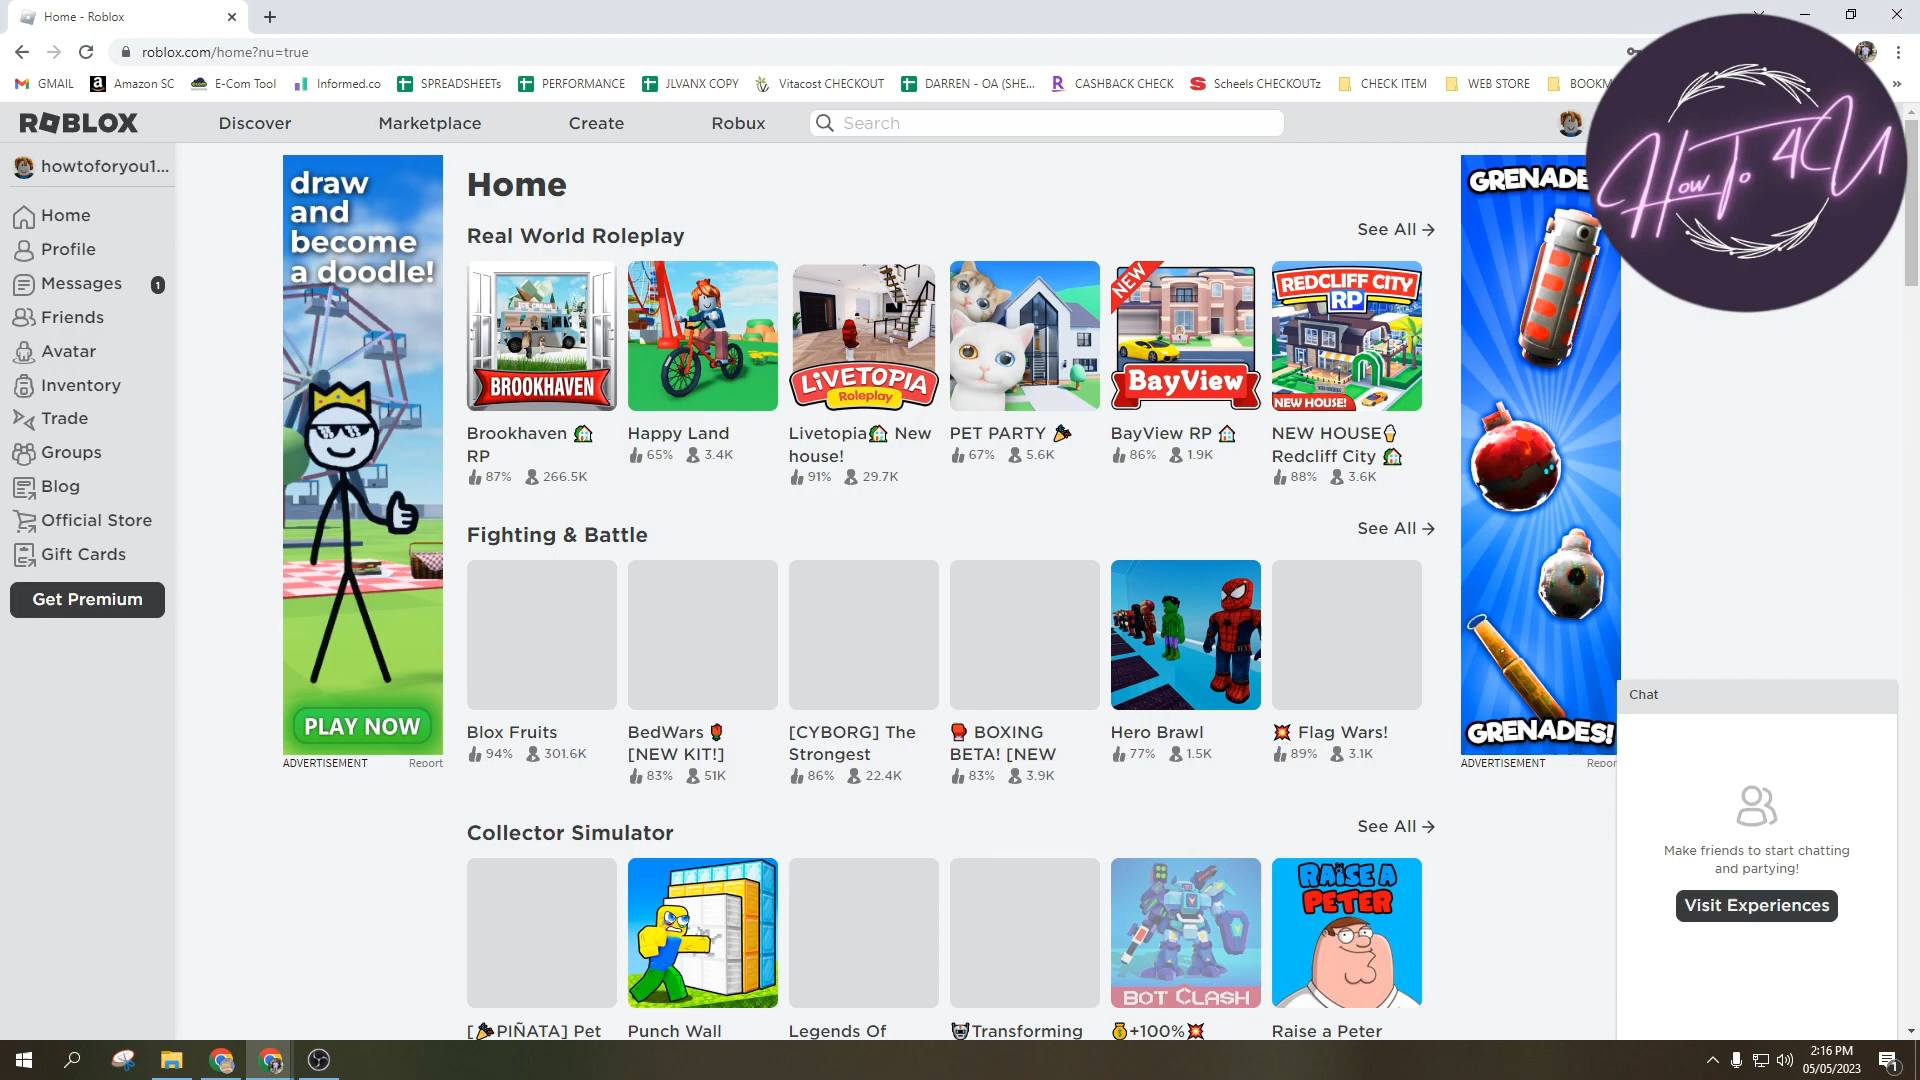 Home - Roblox
roblox.com/home?nu=true
GMAIL
Amazon SC
E-Com Tool
Informed.co
SPREADSHEETs
PERFORMANCE
JLVANX COPY
Vitacost CHECKOUT
DARREN - OA (SHE...
CASHBACK CHECK
Scheels CHECKOUTz
CHECK ITEM
WEB STORE
ROBLOX
Discover
Marketplace
Create
Robux
Search
How To 4U
howtoforyou1...
Home
Profile
Messages 1
Friends
Avatar
Inventory
Trade
Groups
Blog
Official Store
Gift Cards
Get Premium
draw
and
become
a doodle!
PLAY NOW
ADVERTISEMENT
Report
Home
Real World Roleplay
See All →
BROOKHAVEN
LiVETOPIA
Roleplay
NEW
BayView
REDCLIFF CITY
RP
NEW HOUSE!
Brookhaven 🏠
RP
87% 266.5K
Happy Land
65% 3.4K
Livetopia🏠 New
house!
91% 29.7K
PET PARTY 🎉
67% 5.6K
BayView RP 🏠
86% 1.9K
NEW HOUSE🍦
Redcliff City 🏠
88% 3.6K
Fighting & Battle
See All →
Blox Fruits
94% 301.6K
BedWars 🌹
[NEW KIT!]
83% 51K
[CYBORG] The
Strongest
86% 22.4K
🥊 BOXING
BETA! [NEW
83% 3.9K
Hero Brawl
77% 1.5K
💥 Flag Wars!
89% 3.1K
Collector Simulator
See All →
BOT CLASH
RAISE A
PETER
[🎉PIÑATA] Pet
Punch Wall
Legends Of
🤖Transforming
💰+100%💥
Raise a Peter
GRENADES!
ADVERTISEMENT
Chat
Make friends to start chatting
and partying!
Visit Experiences
2:16 PM
05/05/2023
1